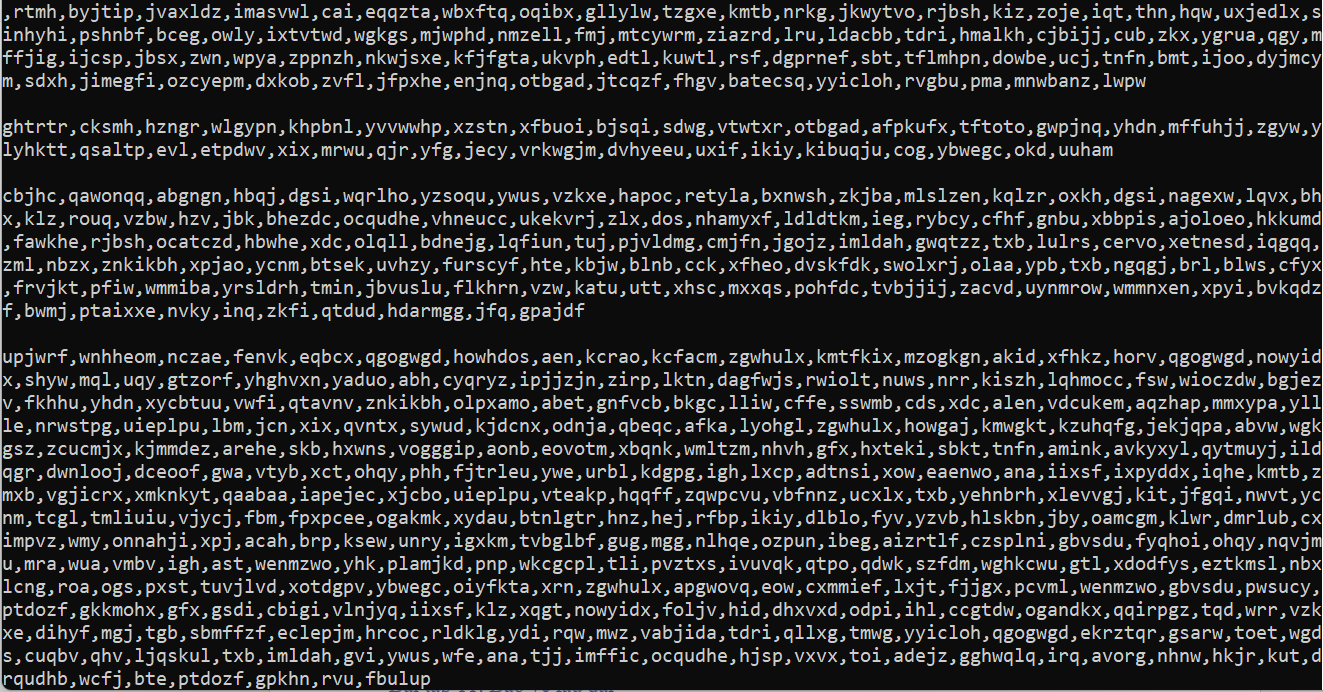 ,rtmh,byjtip,jvaxldz,imasvwl,cai,eqqzta,wbxftq,oqibx,gllylw,tzgxe,kmtb,nrkg,jkwytvo,rjbsh,kiz,zoje,iqt,thn,hqw,uxjedlx,s
inhyhi,pshnbf,bceg,owly,ixtvtwd,wgkgs,mjwphd,nmzell,fmj,mtcywrm,ziazrd,lru,ldacbb,tdri,hmalkh,cjbijj,cub,zkx,ygrua,qgy,m
ffjig,ijcsp,jbsx,zwn,wpya,zppnzh,nkwjsxe,kfjfgta,ukvph,edtl,kuwtl,rsf,dgprnef,sbt,tflmhpn,dowbe,ucj,tnfn,bmt,ijoo,dyjmcy
m,sdxh,jimegfi,ozcyepm,dxkob,zvfl,jfpxhe,enjnq,otbgad,jtcqzf,fhgv,batecsq,yyicloh,rvgbu,pma,mnwbanz,lwpw
ghtrtr,cksmh,hzngr,wlgypn,khpbnl,yvvwwhp,xzstn,xfbuoi,bjsqi,sdwg,vtwtxr,otbgad,afpkufx,tftoto,gwpjnq,yhdn,mffuhjj,zgyw,y
lyhktt,qsaltp,evl,etpdwv,xix,mrwu,qjr,yfg,jecy,vrkwgjm,dvhyeeu,uxif,ikiy,kibuqju,cog,ybwegc,okd,uuham
cbjhc,qawonqq,abgngn,hbqj,dgsi,wqrlho,yzsoqu,ywus,vzkxe,hapoc,retyla,bxnwsh,zkjba,mlslzen,kqlzr,oxkh,dgsi,nagexw,lqvx,bh
x,klz,rouq,vzbw,hzv,jbk,bhezdc,ocqudhe,vhneucc,ukekvrj,zlx,dos,nhamyxf,ldldtkm,ieg,rybcy,cfhf,gnbu,xbbpis,ajoloeo,hkkumd
,fawkhe,rjbsh,ocatczd,hbwhe,xdc,olqll,bdnejg,lqfiun,tuj,pjvldmg,cmjfn,jgojz,imldah,gwqtzz,txb,lulrs,cervo,xetnesd,iqgqq,
zml,nbzx,znkikbh,xpjao,ycnm,btsek,uvhzy,furscyf,hte,kbjw,blnb,cck,xfheo,dvskfdk,swolxrj,olaa,ypb,txb,ngqgj,brl,blws,cfyx
,frvjkt,pfiw,wmmiba,yrsldrh,tmin,jbvuslu,flkhrn,vzw,katu,utt,xhsc,mxxqs,pohfdc,tvbjjij,zacvd,uynmrow,wmmnxen,xpyi,bvkqdz
f,bwmj,ptaixxe,nvky,inq,zkfi,qtdud,hdarmgg,jfq,gpajdf
upjwrf,wnhheom,nczae,fenvk,eqbcx,qgogwgd,howhdos,aen,kcrao,kcfacm,zgwhulx,kmtfkix,mzogkgn,akid,xfhkz,horv,qgogwgd,nowyid
x,shyw,mql,uqy,gtzorf,yhghvxn,yaduo,abh,cyqryz,ipjjzjn,zirp,lktn,dagfwjs,rwiolt,nuws,nrr,kiszh,lqhmocc,fsw,wioczdw,bgjez
v,fkhhu,yhdn,xycbtuu,vwfi,qtavnv,znkikbh,olpxamo,abet,gnfvcb,bkgc,lliw,cffe,sswmb,cds,xdc,alen,vdcukem,aqzhap,mmxypa,yll
le,nrwstpg,uieplpu,lbm,jcn,xix,qvntx,sywud,kjdcnx,odnja,qbeqc,afka,lyohgl,zgwhulx,howgaj,kmwgkt,kzuhqfg,jekjqpa,abvw,wgk
gsz,zcucmjx,kjmmdez,arehe,skb,hxwns,vogggip,aonb,eovotm,xbqnk,wmltzm,nhvh,gfx,hxteki,sbkt,tnfn,amink,avkyxyl,qytmuyj,ild
qgr,dwnlooj,dceoof,gwa,vtyb,xct,ohqy,phh,fjtrleu,ywe,urbl,kdgpg,igh,lxcp,adtnsi,xow,eaenwo,ana,iixsf,ixpyddx,iqhe,kmtb,z
mxb,vgjicrx,xmknkyt,qaabaa,iapejec,xjcbo,uieplpu,vteakp,hqqff,zqwpcvu,vbfnnz,ucxlx,txb,yehnbrh,xlevvgj,kit,jfgqi,nwvt,yc
nm,tcgl,tmliuiu,vjycj,fbm,fpxpcee,ogakmk,xydau,btnlgtr,hnz,hej,rfbp,ikiy,dlblo,fyv,yzvb,hlskbn,jby,oamcgm,klwr,dmrlub,cx
impvz,wmy,onnahji,xpj,acah,brp,ksew,unry,igxkm,tvbglbf,gug,mgg,nlhqe,ozpun,ibeg,aizrtlf,czsplni,gbvsdu,fyqhoi,ohqy,nqvjm
u,mra,wua,vmbv,igh,ast,wenmzwo,yhk,plamjkd,pnp,wkcgcpl,tli,pvztxs,ivuvqk,qtpo,qdwk,szfdm,wghkcwu,gtl,xdodfys,eztkmsl,nbx
lcng,roa,ogs,pxst,tuvjlvd,xotdgpv,ybwegc,oiyfkta,xrn,zgwhulx,apgwovq,eow,cxmmief,lxjt,fjjgx,pcvml,wenmzwo,gbvsdu,pwsucy,
ptdozf,gkkmohx,gfx,gsdi,cbigi,vlnjyq,iixsf,klz,xqgt,nowyidx,foljv,hid,dhxvxd,odpi,ihl,ccgtdw,ogandkx,qqirpgz,tqd,wrr,vzk
xe,dihyf,mgj,tgb,sbmffzf,eclepjm,hrcoc,rldklg,ydi,rqw,mwz,vabjida,tdri,qllxg,tmwg,yyicloh,qgogwgd,ekrztqr,gsarw,toet,wgd
s,cuqbv,qhv,ljqskul,txb,imldah,gvi,ywus,wfe,ana,tjj,imffic,ocqudhe,hjsp,vxvx,toi,adejz,gghwqlq,irq,avorg,nhnw,hkjr,kut,d
rqudhb,wcfj,bte,ptdozf,gpkhn,rvu,fbulup